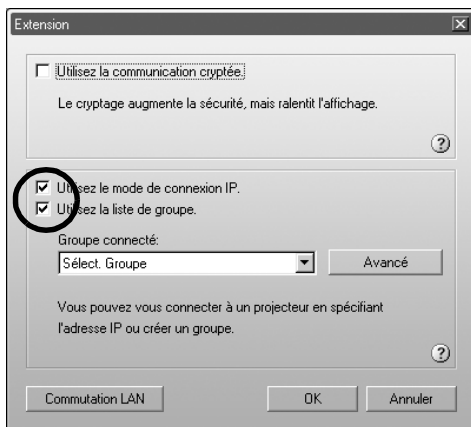 Extension
Utilisez la communication cryptée.
Le cryptage augmente la sécurité, mais ralentit l'affichage.
?
Utilisez le mode de connexion IP.
Utilisez la liste de groupe.
Groupe connecté:
Sélect. Groupe
Avancé
Vous pouvez vous connecter à un projecteur en spécifiant
l'adresse IP ou créer un groupe.
?
Commutation LAN
OK
Annuler